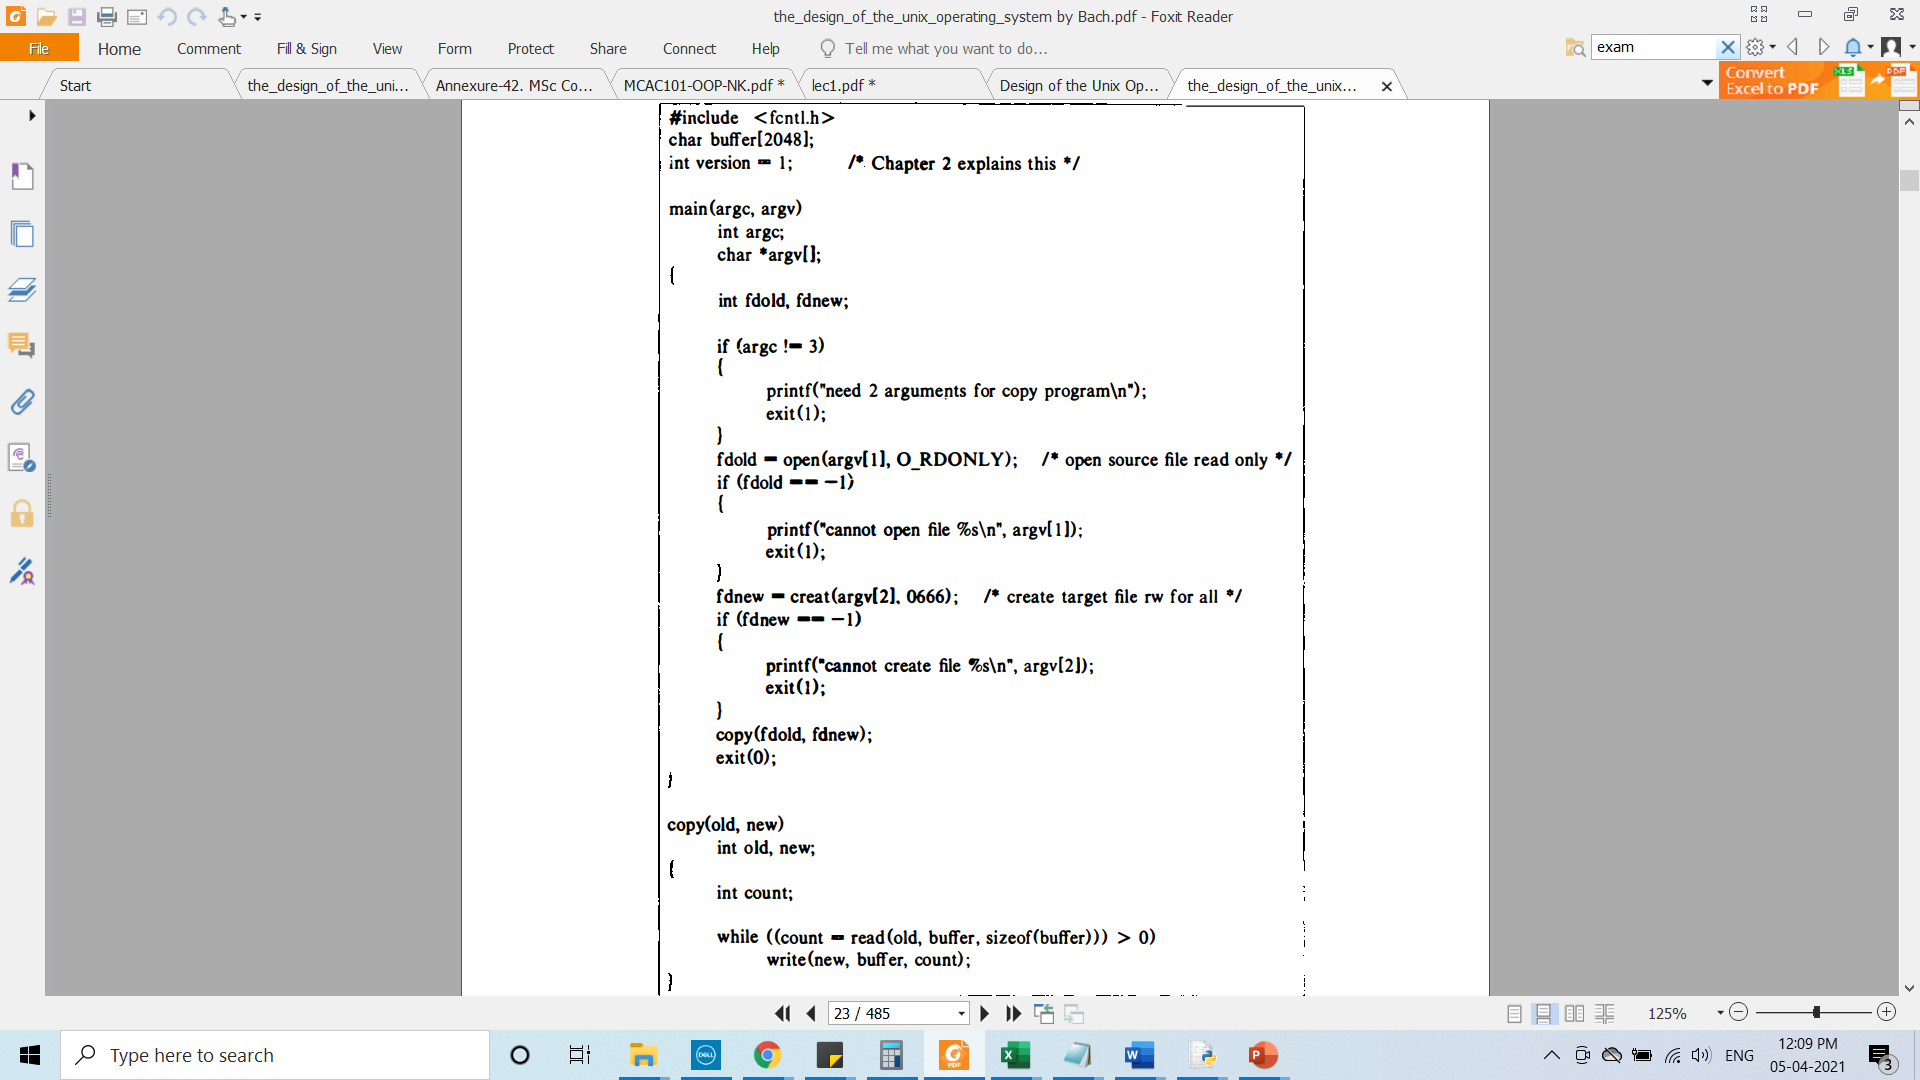 the_design_of_the_unix_operating_system by Bach.pdf - Foxit Reader
File Home Comment Fill & Sign View Form Protect Share Connect Help Tell me what you want to do... exam
Start the_design_of_the_uni... Annexure-42. MSc Co... MCAC101-OOP-NK.pdf * lec1.pdf * Design of the Unix Op... the_design_of_the_unix...
Convert
Excel to PDF
XLS
PDF
#include <fcntl.h>
char buffer[2048];
int version = 1; /* Chapter 2 explains this */
main(argc, argv)
int argc;
char *argv[];
{
int fdold, fdnew;
if (argc != 3)
{
printf("need 2 arguments for copy program\n");
exit(1);
}
fdold = open(argv[1], O_RDONLY); /* open source file read only */
if (fdold == -1)
{
printf("cannot open file %s\n", argv[1]);
exit(1);
}
fdnew = creat(argv[2], 0666); /* create target file rw for all */
if (fdnew == -1)
{
printf("cannot create file %s\n", argv[2]);
exit(1);
}
copy(fdold, fdnew);
exit(0);
}
copy(old, new)
int old, new;
{
int count;
while ((count = read(old, buffer, sizeof(buffer))) > 0)
write(new, buffer, count);
}
23 / 485
125%
Type here to search
DELL
PDF
ENG
12:09 PM
05-04-2021
3